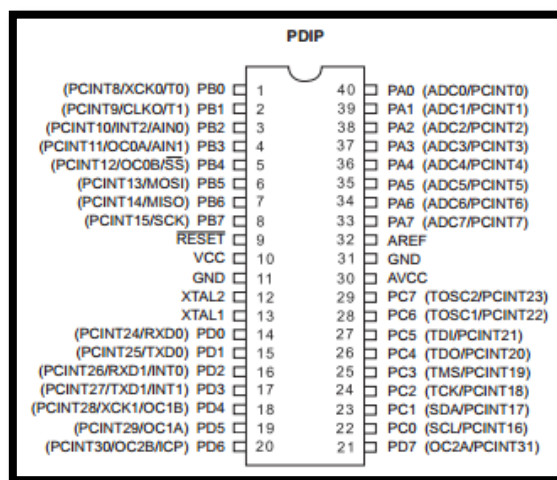 PDIP
(PCINT8/XCK0/T0) PB0 1 40 PA0 (ADC0/PCINT0)
(PCINT9/CLKO/T1) PB1 2 39 PA1 (ADC1/PCINT1)
(PCINT10/INT2/AIN0) PB2 3 38 PA2 (ADC2/PCINT2)
(PCINT11/OC0A/AIN1) PB3 4 37 PA3 (ADC3/PCINT3)
(PCINT12/OC0B/SS) PB4 5 36 PA4 (ADC4/PCINT4)
(PCINT13/MOSI) PB5 6 35 PA5 (ADC5/PCINT5)
(PCINT14/MISO) PB6 7 34 PA6 (ADC6/PCINT6)
(PCINT15/SCK) PB7 8 33 PA7 (ADC7/PCINT7)
RESET 9 32 AREF
VCC 10 31 GND
GND 11 30 AVCC
XTAL2 12 29 PC7 (TOSC2/PCINT23)
XTAL1 13 28 PC6 (TOSC1/PCINT22)
(PCINT24/RXD0) PD0 14 27 PC5 (TDI/PCINT21)
(PCINT25/TXD0) PD1 15 26 PC4 (TDO/PCINT20)
(PCINT26/RXD1/INT0) PD2 16 25 PC3 (TMS/PCINT19)
(PCINT27/TXD1/INT1) PD3 17 24 PC2 (TCK/PCINT18)
(PCINT28/XCK1/OC1B) PD4 18 23 PC1 (SDA/PCINT17)
(PCINT29/OC1A) PD5 19 22 PC0 (SCL/PCINT16)
(PCINT30/OC2B/ICP) PD6 20 21 PD7 (OC2A/PCINT31)